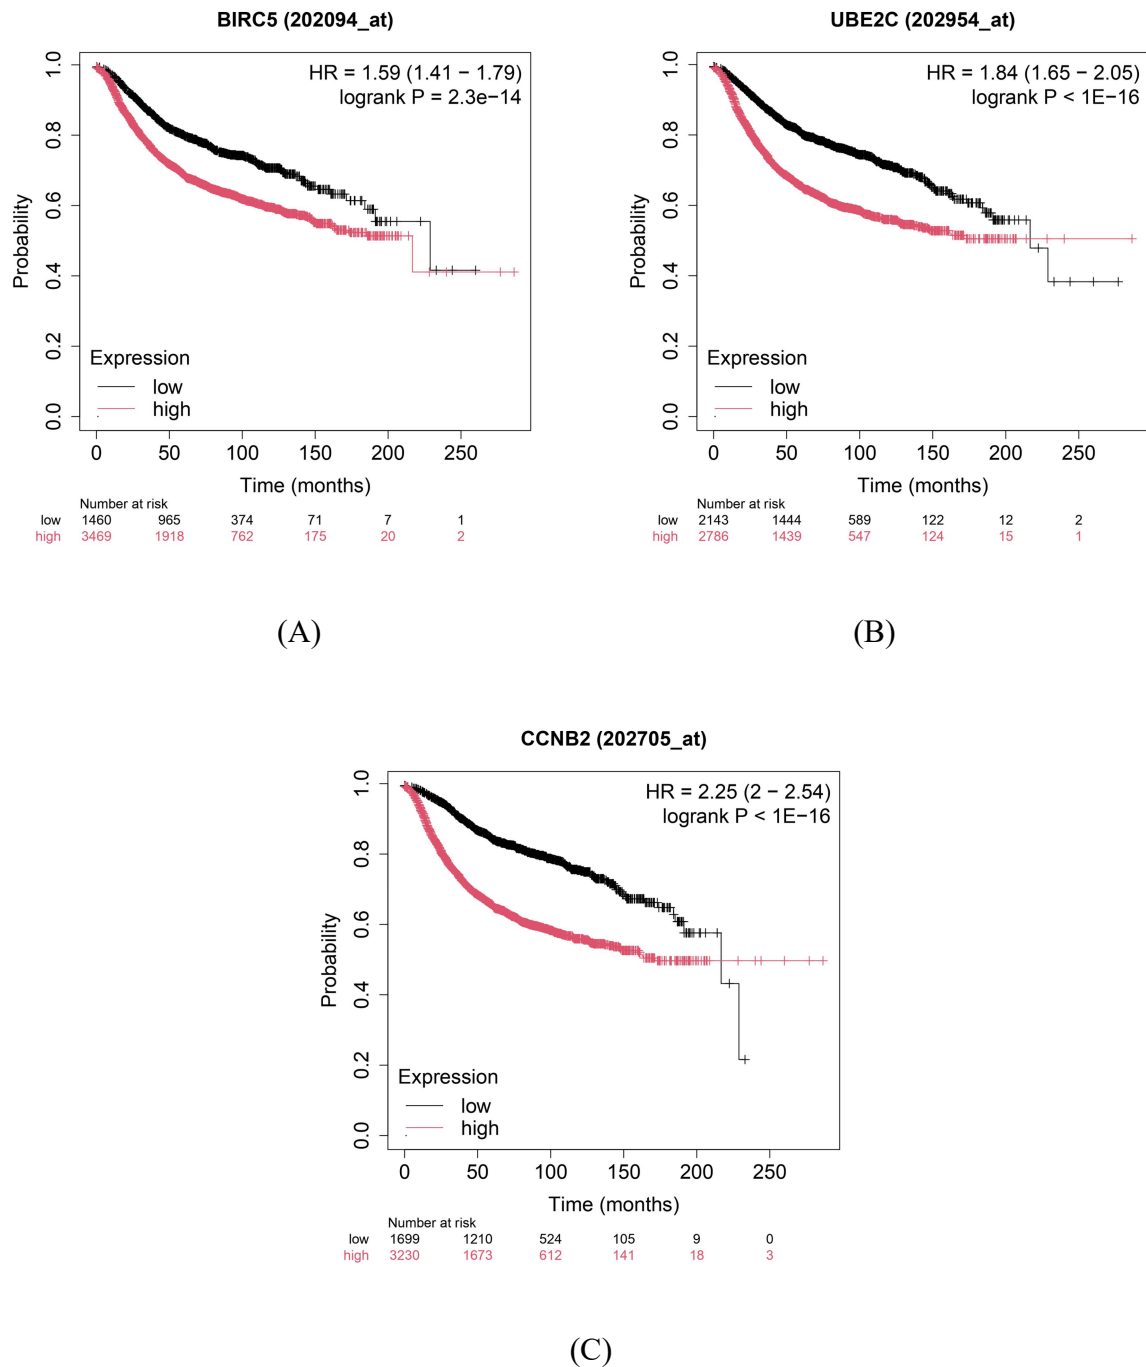 BIRC5 (202094_at)
HR = 1.59 (1.41 − 1.79)
logrank P = 2.3e−14
Probability
1.0
0.8
0.6
0.4
0.2
0.0
Expression
low
high
0 50 100 150 200 250
Time (months)
Number at risk
low 1460 965 374 71 7 1
high 3469 1918 762 175 20 2
(A)
UBE2C (202954_at)
HR = 1.84 (1.65 − 2.05)
logrank P < 1E−16
Probability
1.0
0.8
0.6
0.4
0.2
0.0
Expression
low
high
0 50 100 150 200 250
Time (months)
Number at risk
low 2143 1444 589 122 12 2
high 2786 1439 547 124 15 1
(B)
CCNB2 (202705_at)
HR = 2.25 (2 − 2.54)
logrank P < 1E−16
Probability
1.0
0.8
0.6
0.4
0.2
0.0
Expression
low
high
0 50 100 150 200 250
Time (months)
Number at risk
low 1699 1210 524 105 9 0
high 3230 1673 612 141 18 3
(C)